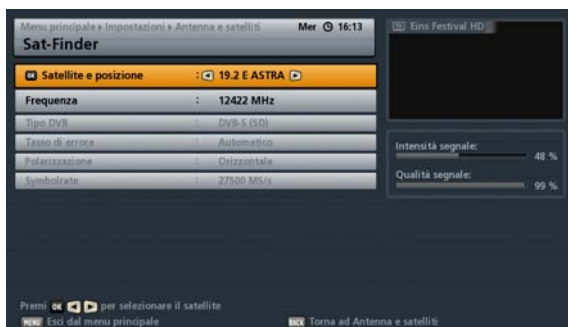 Menu principale ▸ Impostazioni ▸ Antenna e satelliti Mer 16:13
Sat-Finder
OK Satellite e posizione : ◀ 19.2 E ASTRA ▶
Frequenza : 12422 MHz
Tipo DVB : DVB-S (SD)
Tasso di errore : Automatico
Polarizzazione : Orizzontale
Symbolrate : 27500 MS/s
TV Eins Festival HD
Intensità segnale:
48 %
Qualità segnale:
99 %
Premi OK ◀ ▶ per selezionare il satellite
MENU Esci dal menu principale BACK Torna ad Antenna e satelliti